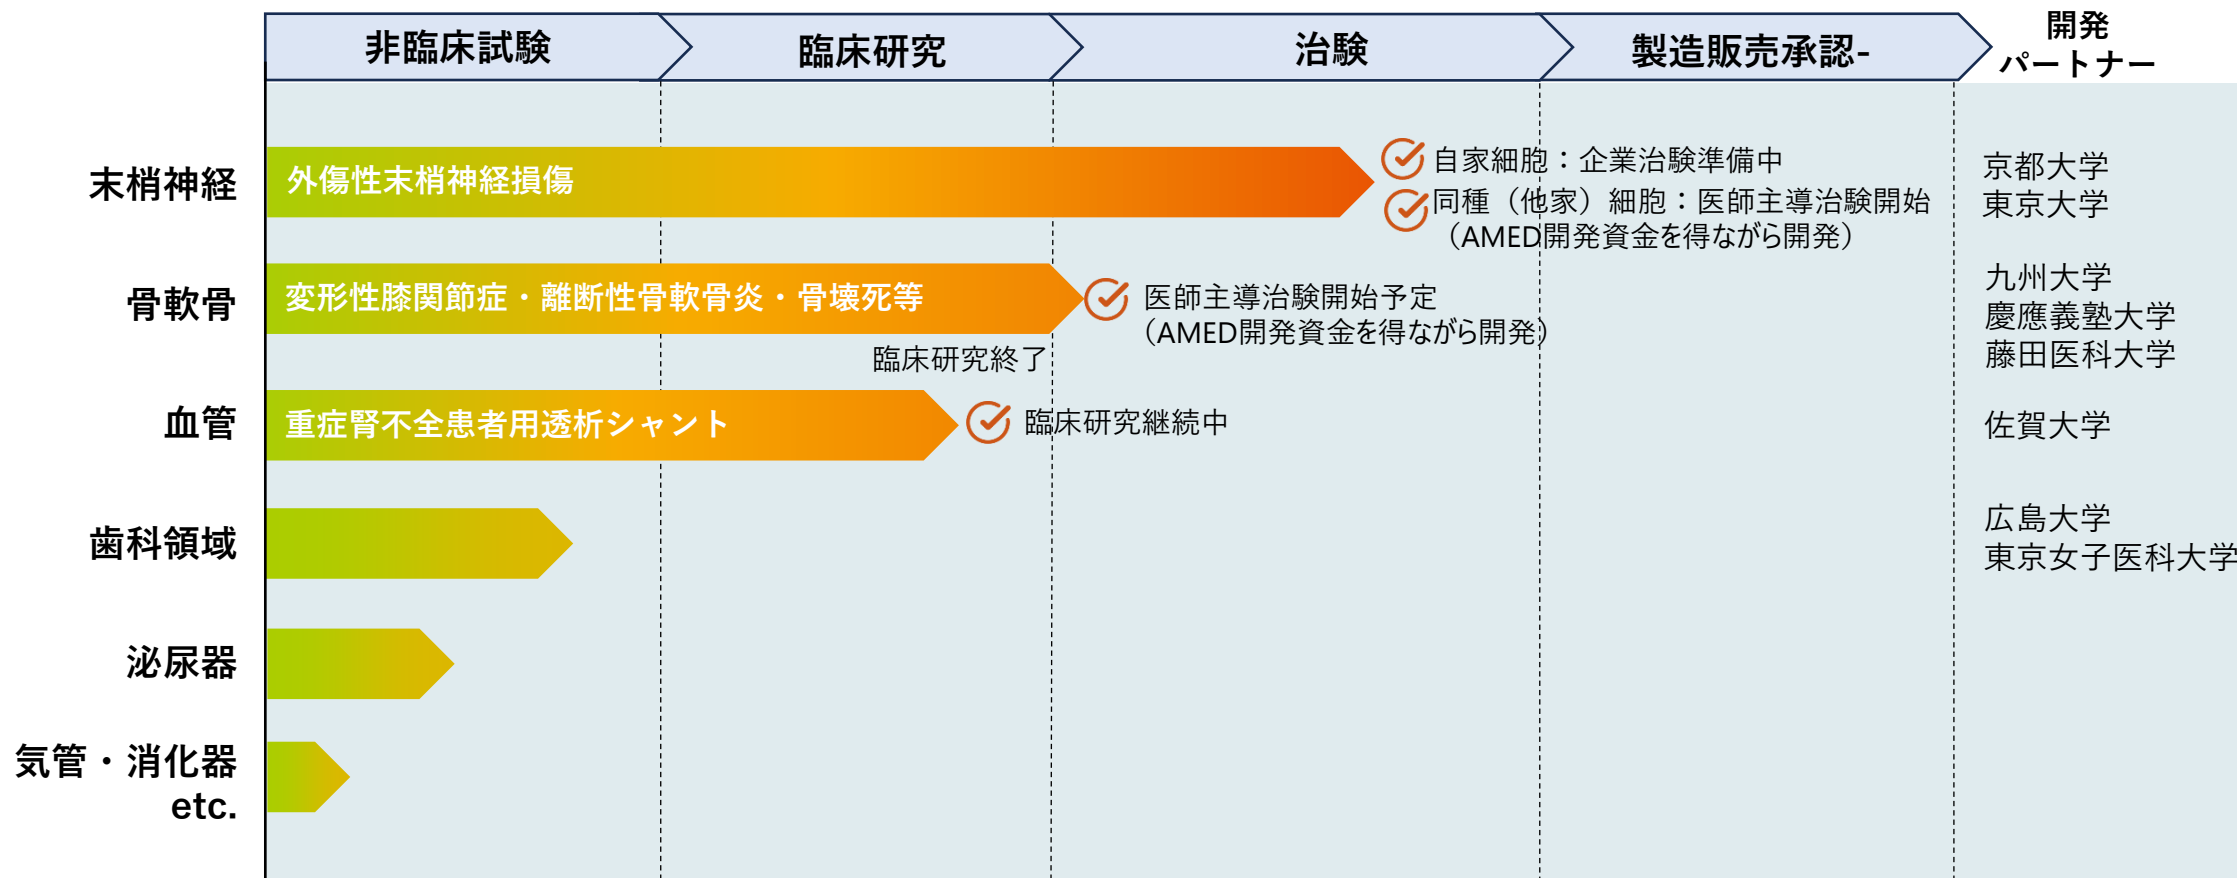 非臨床試験
臨床研究
治験
製造販売承認-
開発
パートナー
末梢神経
外傷性末梢神経損傷
自家細胞：企業治験準備中
同種（他家）細胞：医師主導治験開始
（AMED開発資金を得ながら開発）
京都大学
東京大学
骨軟骨
変形性膝関節症・離断性骨軟骨炎・骨壊死等
医師主導治験開始予定
（AMED開発資金を得ながら開発）
臨床研究終了
九州大学
慶應義塾大学
藤田医科大学
血管
重症腎不全患者用透析シャント
臨床研究継続中
佐賀大学
歯科領域
広島大学
東京女子医科大学
泌尿器
気管・消化器
etc.